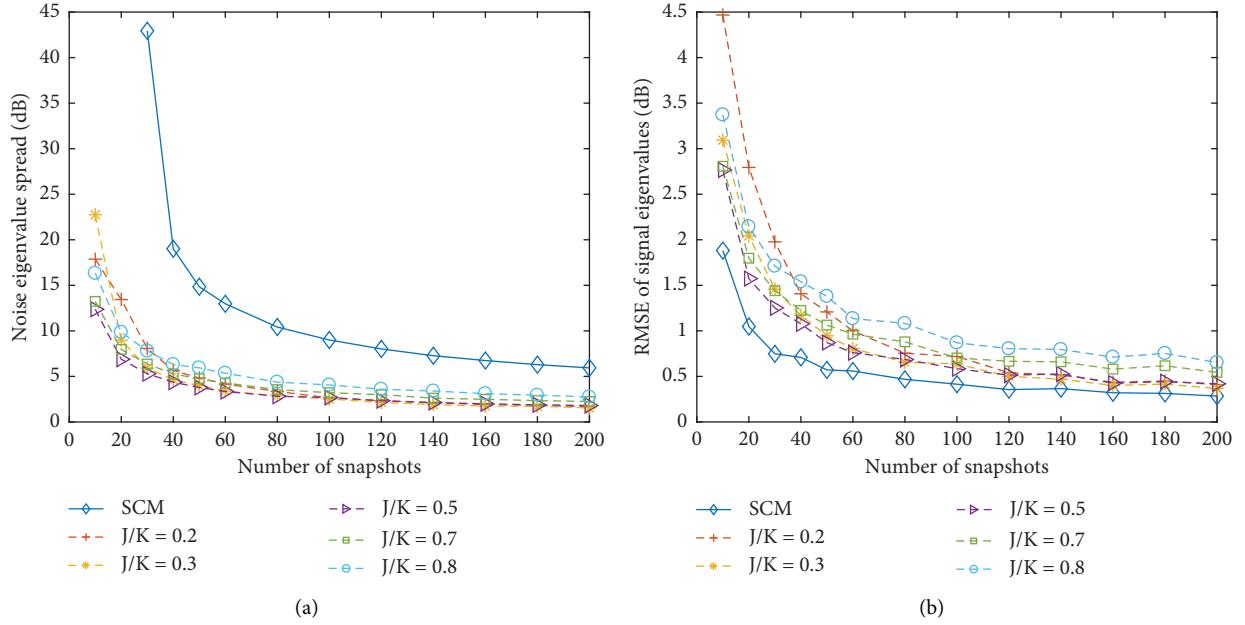 45
40
35
30
25
20
15
10
5
0
Noise eigenvalue spread (dB)
0 20 40 60 80 100 120 140 160 180 200
Number of snapshots
SCM
J/K = 0.2
J/K = 0.3
J/K = 0.5
J/K = 0.7
J/K = 0.8
(a)
4.5
4
3.5
3
2.5
2
1.5
1
0.5
0
RMSE of signal eigenvalues (dB)
0 20 40 60 80 100 120 140 160 180 200
Number of snapshots
SCM
J/K = 0.2
J/K = 0.3
J/K = 0.5
J/K = 0.7
J/K = 0.8
(b)